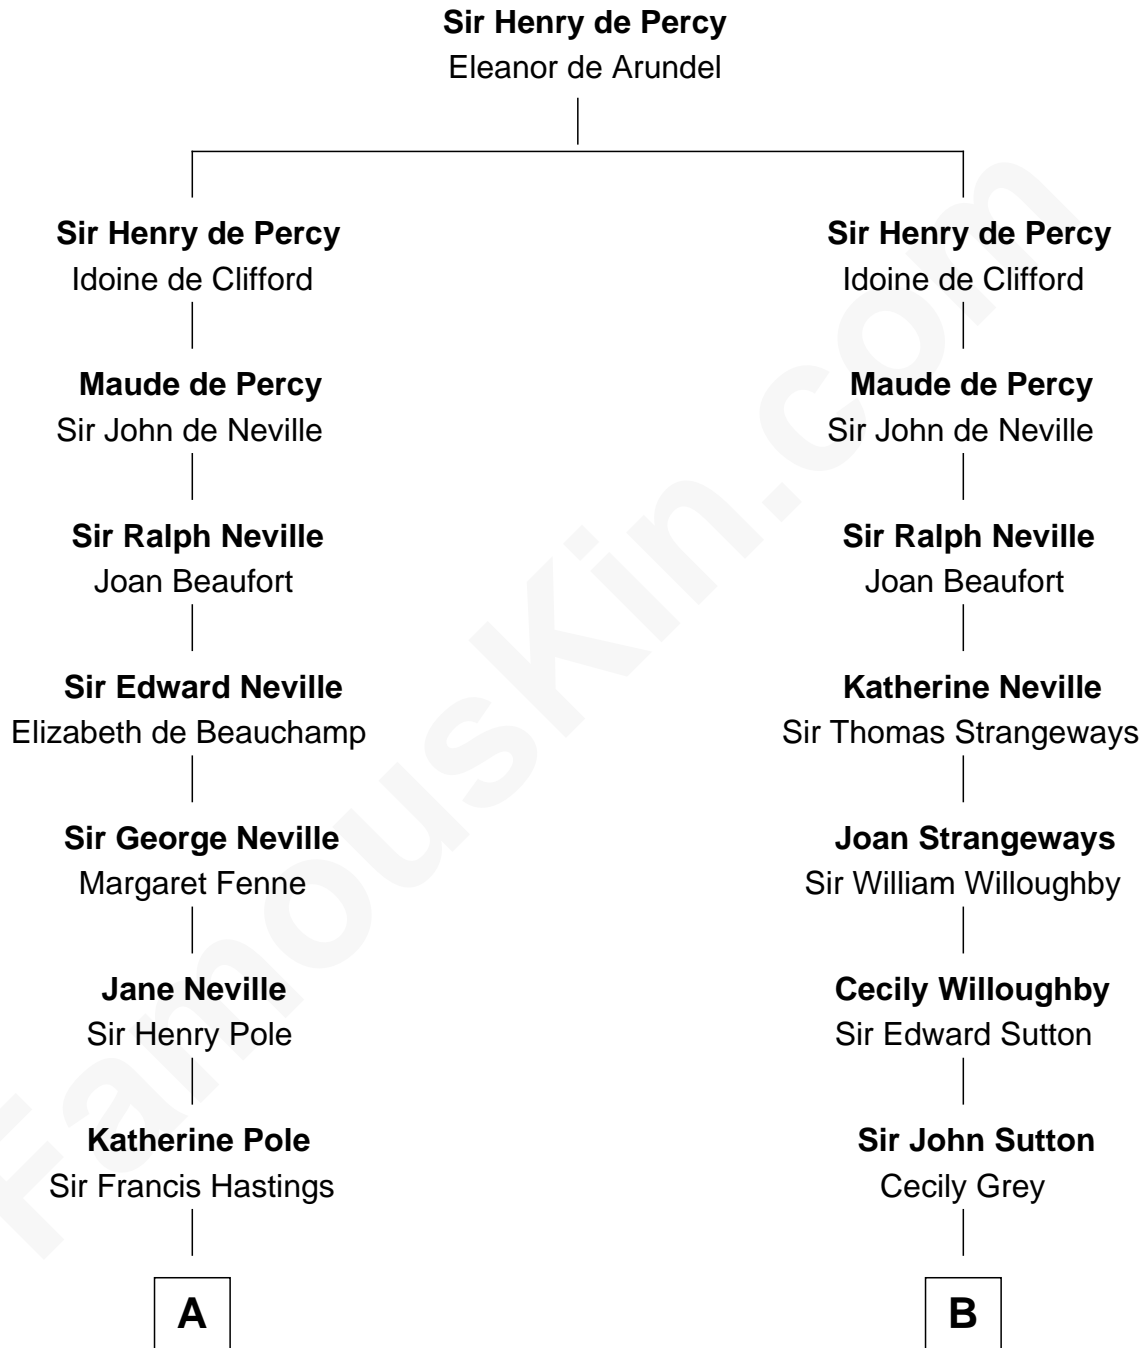 Sir Henry de Percy
Eleanor de Arundel
Sir Henry de Percy
Idoine de Clifford
Maude de Percy
Sir John de Neville
Sir Ralph Neville
Joan Beaufort
Sir Edward Neville
Elizabeth de Beauchamp
Sir George Neville
Margaret Fenne
Jane Neville
Sir Henry Pole
Katherine Pole
Sir Francis Hastings
A
Sir Henry de Percy
Idoine de Clifford
Maude de Percy
Sir John de Neville
Sir Ralph Neville
Joan Beaufort
Katherine Neville
Sir Thomas Strangeways
Joan Strangeways
Sir William Willoughby
Cecily Willoughby
Sir Edward Sutton
Sir John Sutton
Cecily Grey
B
FamousKin.com